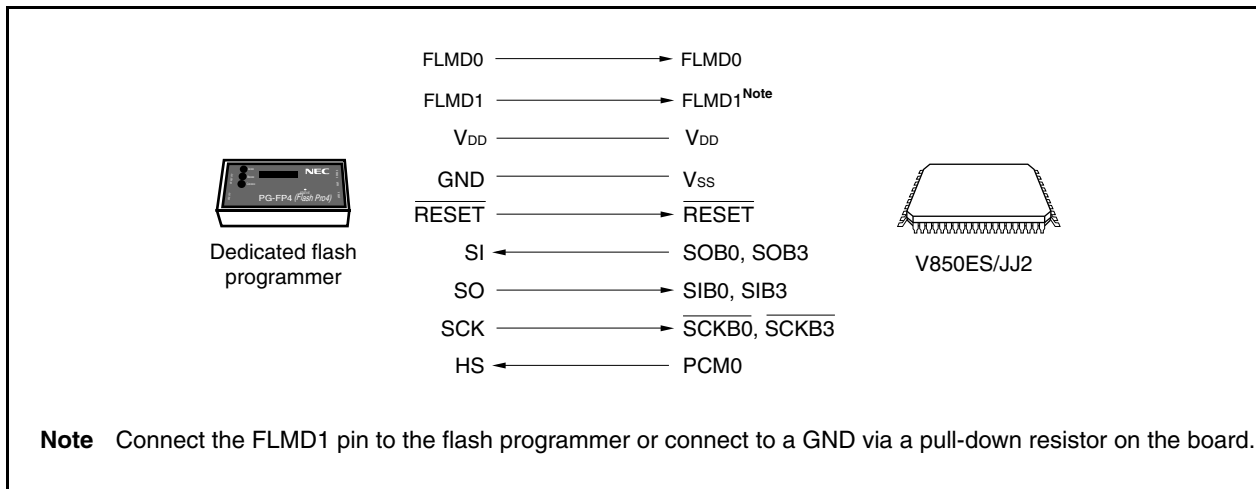 FLMD0 FLMD0
FLMD1 FLMD1Note
VDD VDD
GND VSS
RESET RESET
SI SOB0, SOB3
SO SIB0, SIB3
SCK SCKB0, SCKB3
HS PCM0
NEC
PG-FP4 (Flash Pro4)
Dedicated flash
programmer
V850ES/JJ2
Note Connect the FLMD1 pin to the flash programmer or connect to a GND via a pull-down resistor on the board.